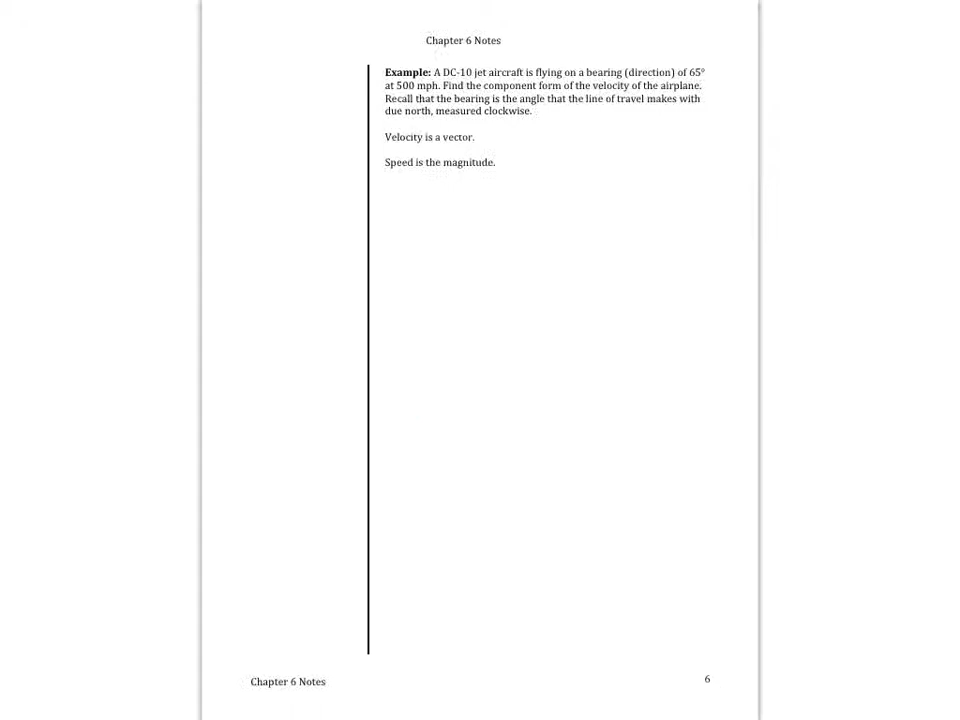 Chapter 6 Notes
Example: A DC-10 jet aircraft is flying on a bearing (direction) of 65°
at 500 mph. Find the component form of the velocity of the airplane.
Recall that the bearing is the angle that the line of travel makes with
due north, measured clockwise.
Velocity is a vector.
Speed is the magnitude.
Chapter 6 Notes
6